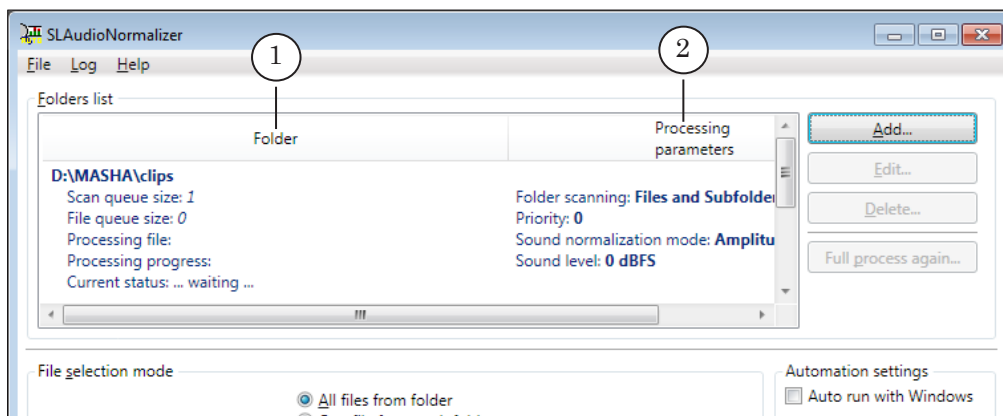 SLAudioNormalizer
1
2
File Log Help
Folders list
Folder
Processing
parameters
Add...
Edit...
Delete...
Full process again...
D:\MASHA\clips
Scan queue size: 1
File queue size: 0
Processing file:
Processing progress:
Current status: ... waiting ...
Folder scanning: Files and Subfolde
Priority: 0
Sound normalization mode: Amplitu
Sound level: 0 dBFS
File selection mode
All files from folder
Automation settings
Auto run with Windows